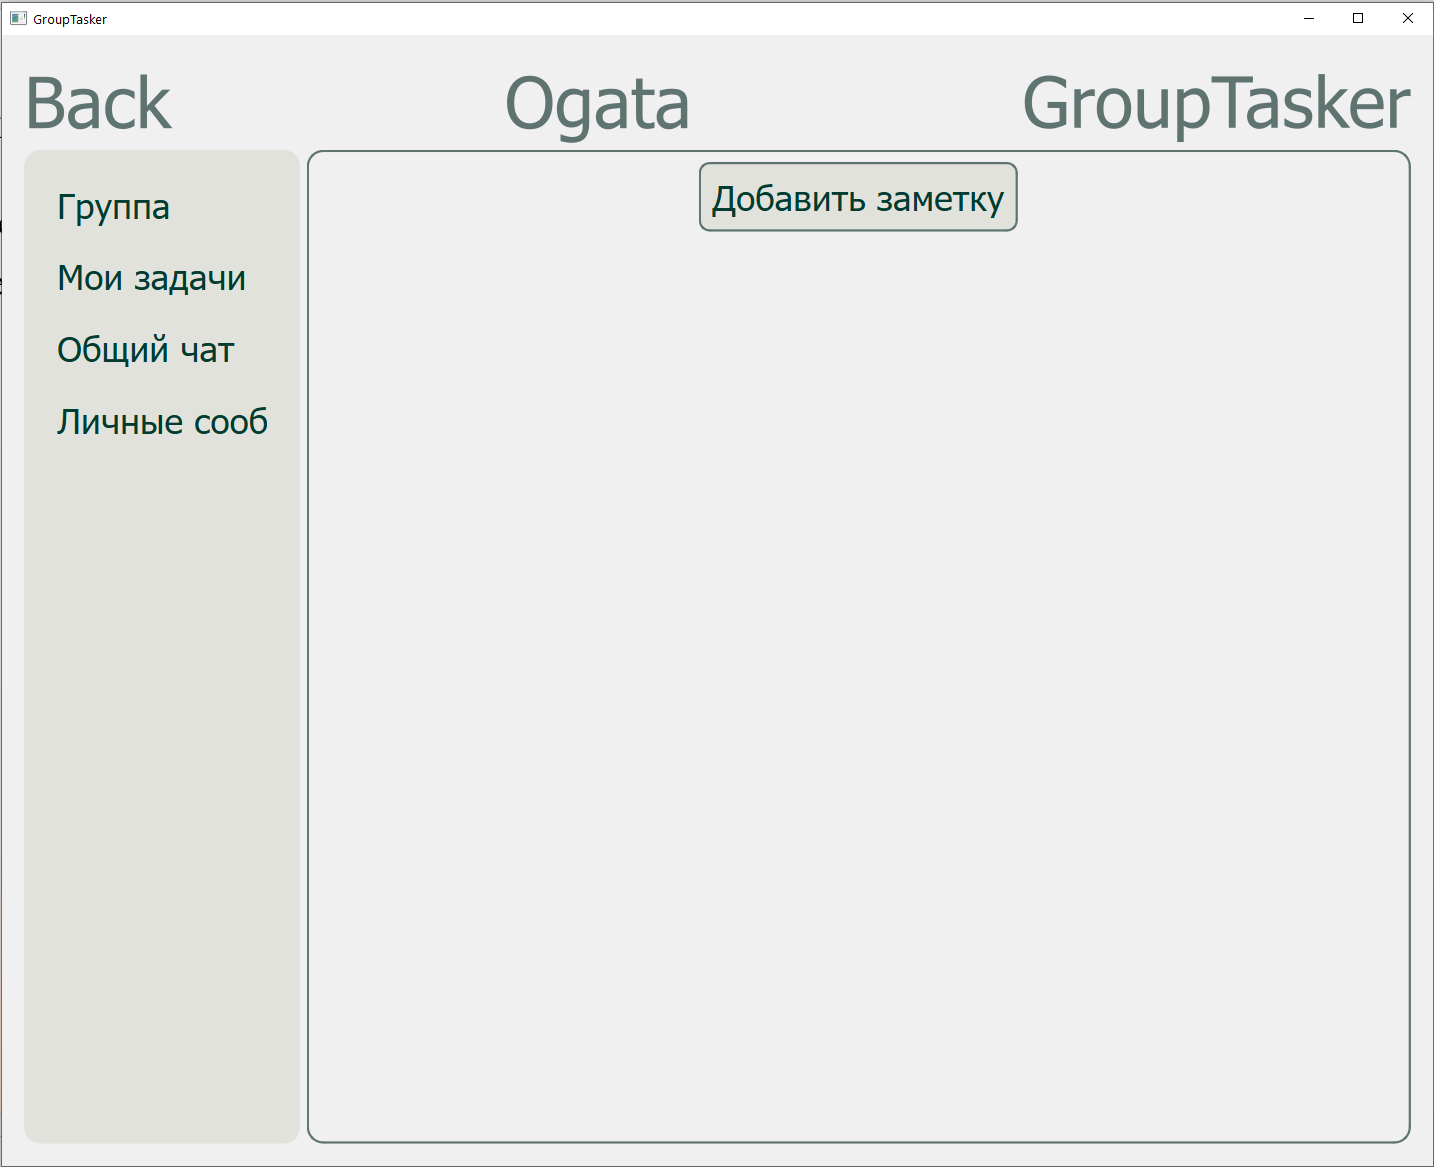 GroupTasker
Back
Ogata
GroupTasker
Группа
Мои задачи
Общий чат
Личные сооб
Добавить заметку